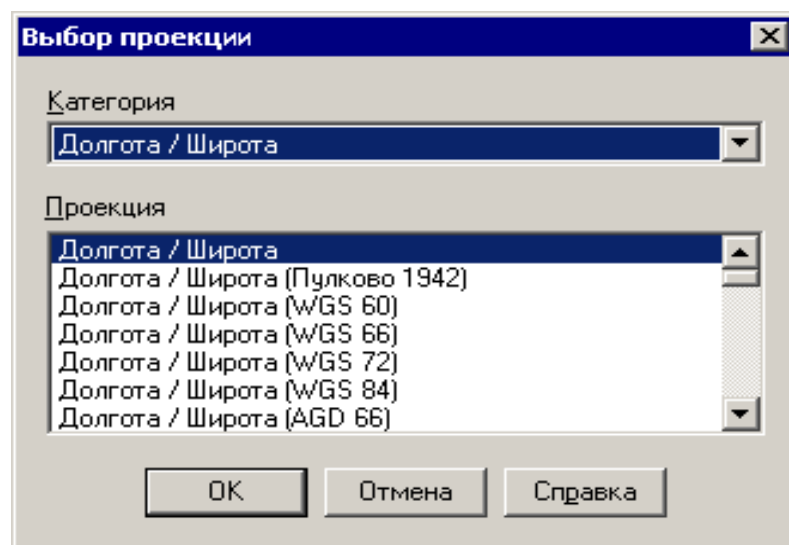 Выбор проекции
Категория
Долгота / Широта
Проекция
Долгота / Широта
Долгота / Широта (Пулково 1942)
Долгота / Широта (WGS 60)
Долгота / Широта (WGS 66)
Долгота / Широта (WGS 72)
Долгота / Широта (WGS 84)
Долгота / Широта (AGD 66)
OK Отмена Справка